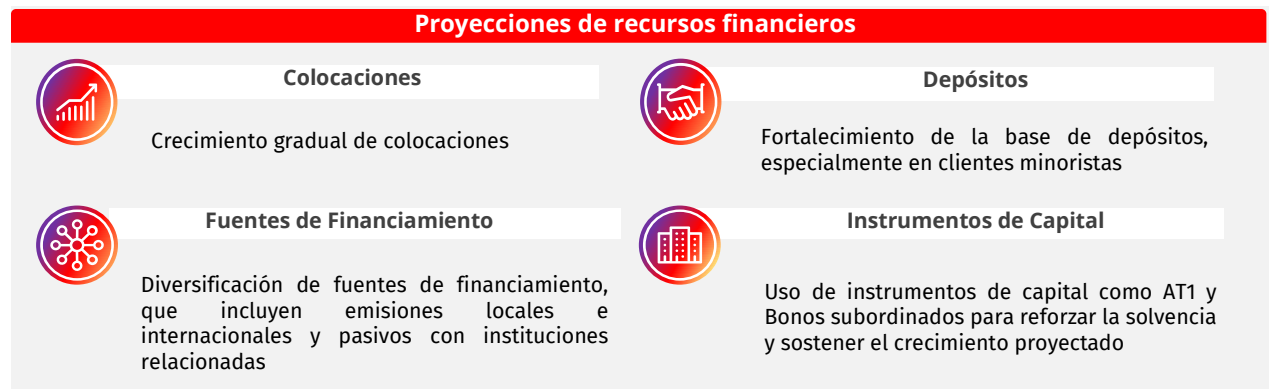 Proyecciones de recursos financieros
Colocaciones
Crecimiento gradual de colocaciones
Depósitos
Fortalecimiento de la base de depósitos,
especialmente en clientes minoristas
Fuentes de Financiamiento
Diversificación de fuentes de financiamiento,
que incluyen emisiones locales e
internacionales y pasivos con instituciones
relacionadas
Instrumentos de Capital
Uso de instrumentos de capital como AT1 y
Bonos subordinados para reforzar la solvencia
y sostener el crecimiento proyectado